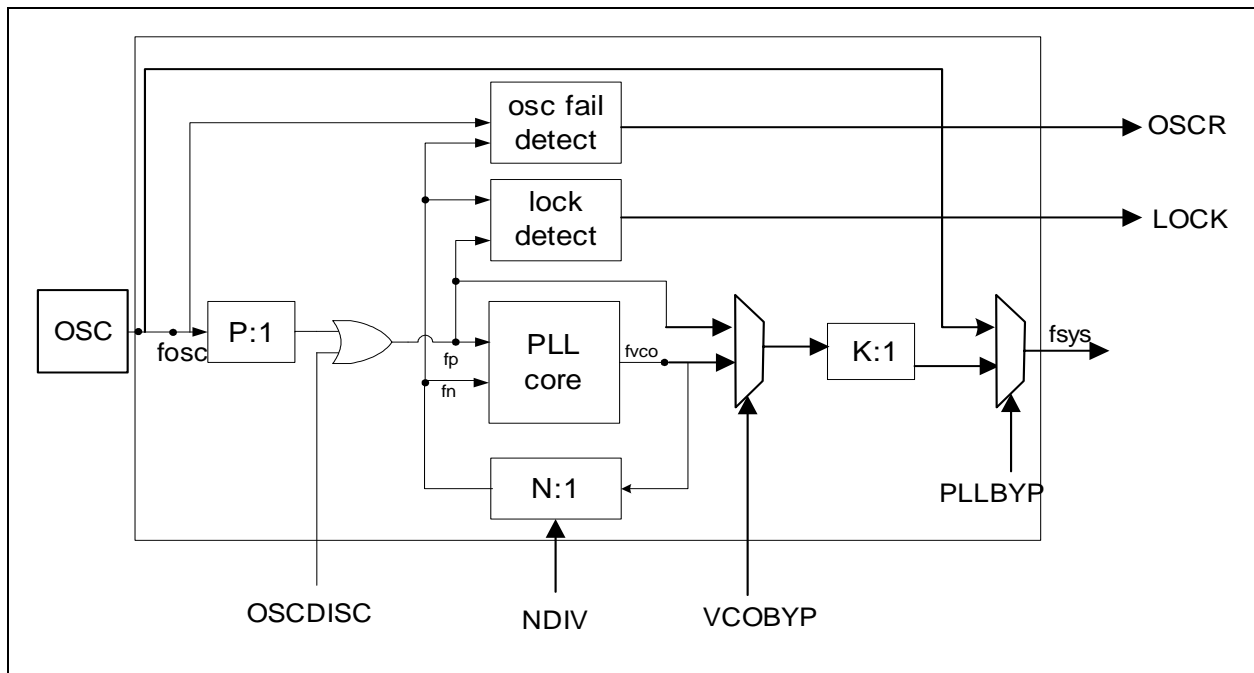 osc fail
detect
OSCR
lock
detect
LOCK
OSC
fosc
P:1
fp
fn
PLL
core
fvco
K:1
fsys
N:1
PLLBYP
OSCDISC
NDIV
VCOBYP